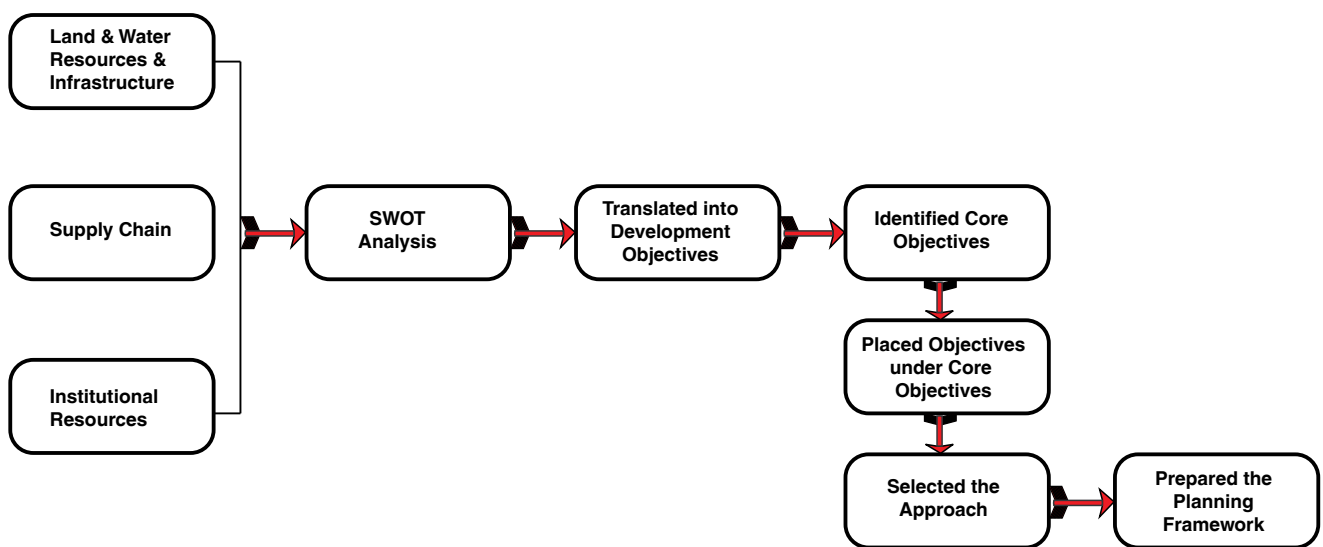 Land & Water
Resources &
Infrastructure
Supply Chain
Institutional
Resources
SWOT
Analysis
Translated into
Development
Objectives
Identified Core
Objectives
Placed Objectives
under Core
Objectives
Selected the
Approach
Prepared the
Planning
Framework